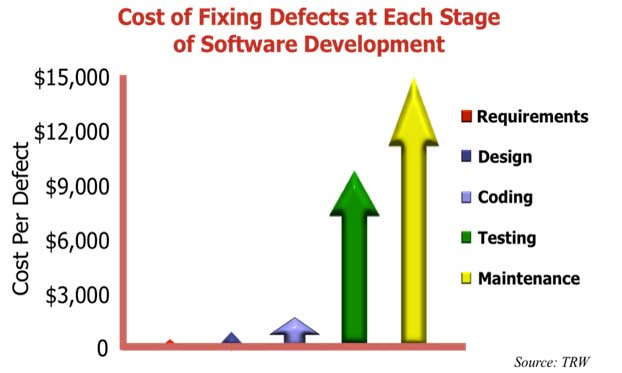 Cost of Fixing Defects at Each Stage
of Software Development
Cost Per Defect
$15,000
$12,000
$9,000
$6,000
$3,000
0
Requirements
Design
Coding
Testing
Maintenance
Source: TRW